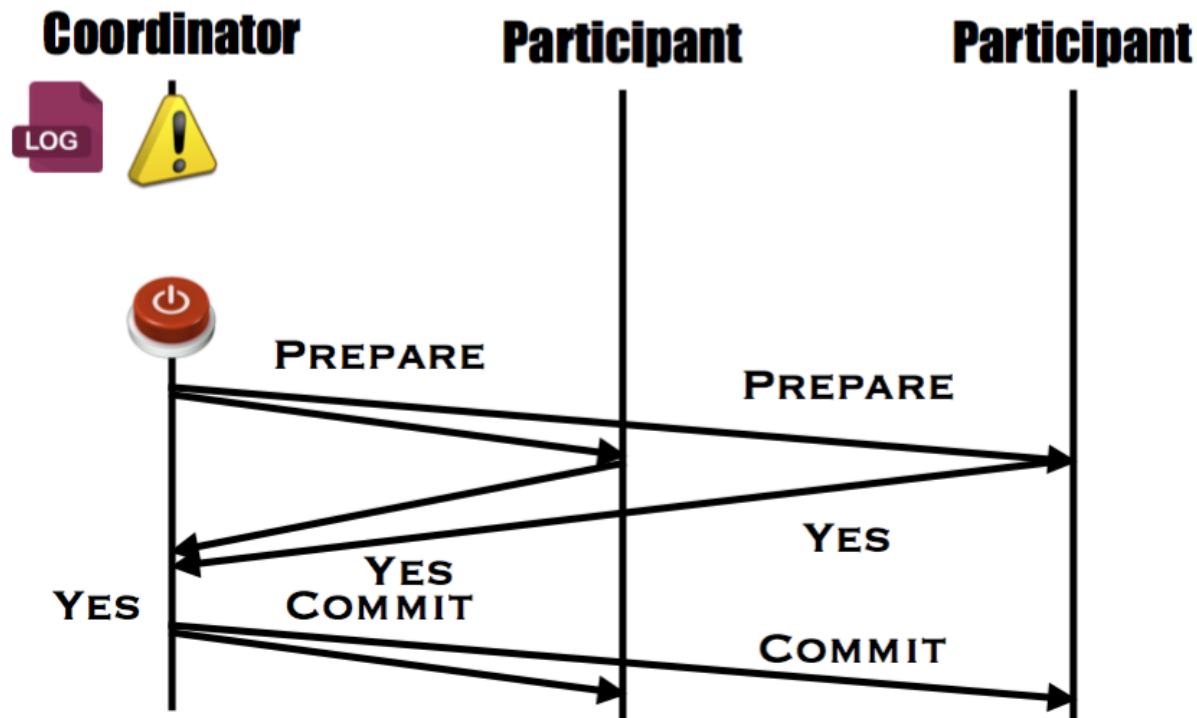 Coordinator
Participant
Participant
LOG
PREPARE
PREPARE
YES
YES
YES
COMMIT
COMMIT